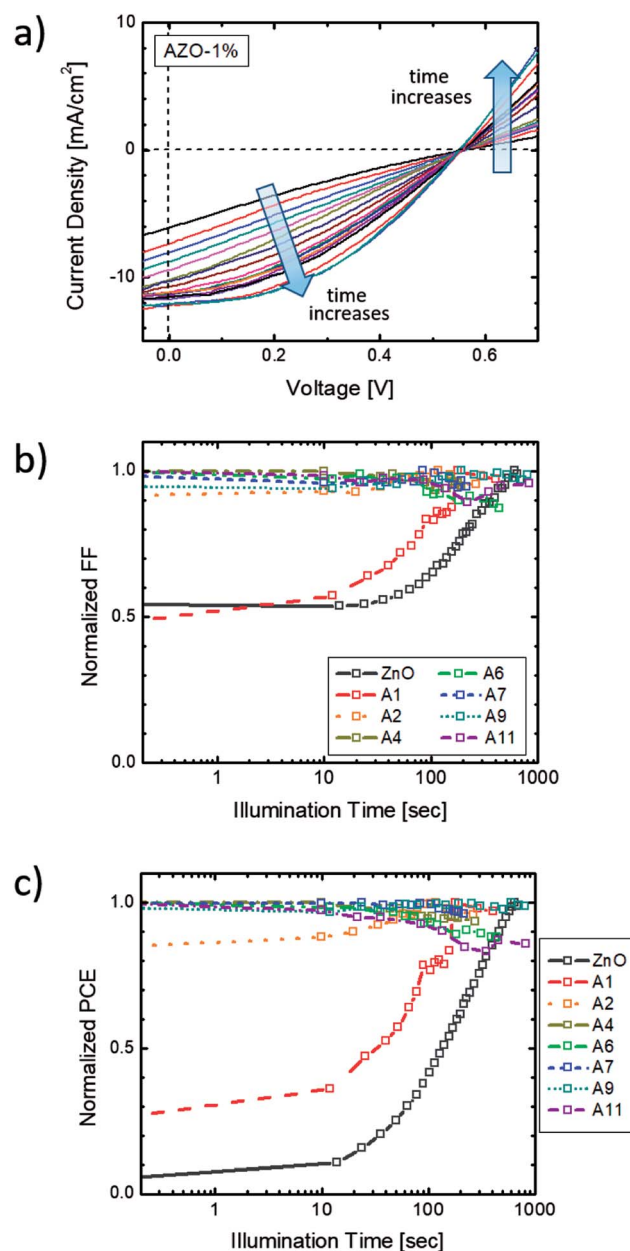 a)
10
0
-10
Current Density [mA/cm²]
AZO-1%
time
increases
time
increases
0.0 0.2 0.4 0.6
Voltage [V]
b)
1.0
0.5
0.0
Normalized FF
ZnO A6
A1 A7
A2 A9
A4 A11
1 10 100 1000
Illumination Time [sec]
c)
1.0
0.5
0.0
Normalized PCE
ZnO
A1
A2
A4
A6
A7
A9
A11
1 10 100 1000
Illumination Time [sec]